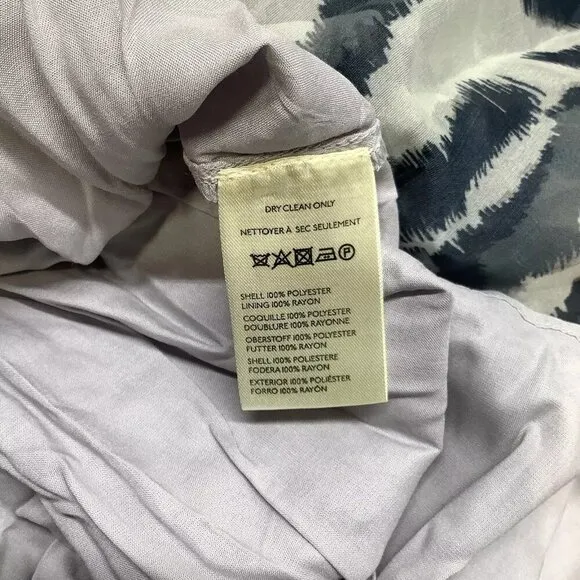 DRY CLEAN ONLY
NETTOYER À SEC SEULEMENT
P
SHELL 100% POLYESTER
LINING 100% RAYON
COQUILLE 100% POLYESTER
DOUBLURE 100% RAYONNE
OBERSTOFF 100% POLYESTER
FUTTER 100% RAYON
SHELL 100% POLIESTERE
FODERA 100% RAYON
EXTERIOR 100% POLIÉSTER
FORRO 100% RAYÓN